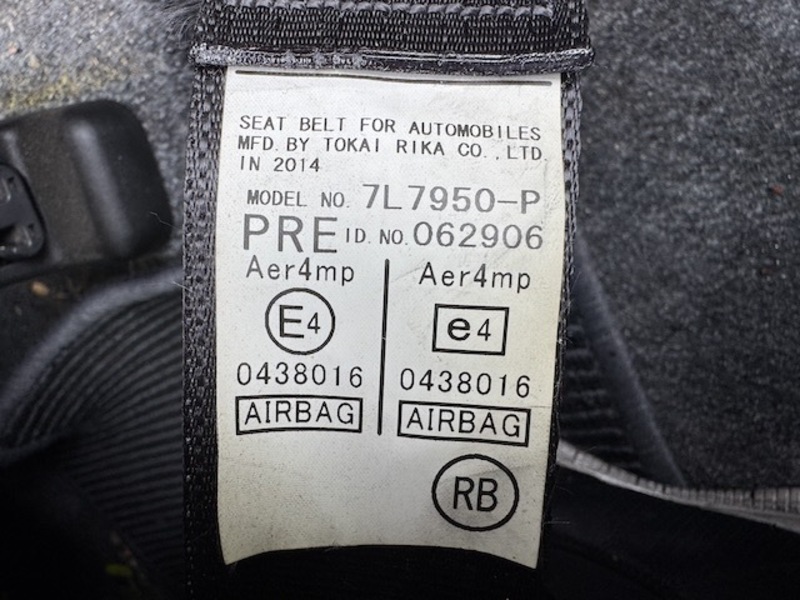 SEAT BELT FOR AUTOMOBILES
MFD. BY TOKAI RIKA CO., LTD.
IN 2014
MODEL NO. 7L7950-P
PRE ID. NO. 062906
Aer4mp Aer4mp
E4 e4
0438016 0438016
AIRBAG AIRBAG
RB